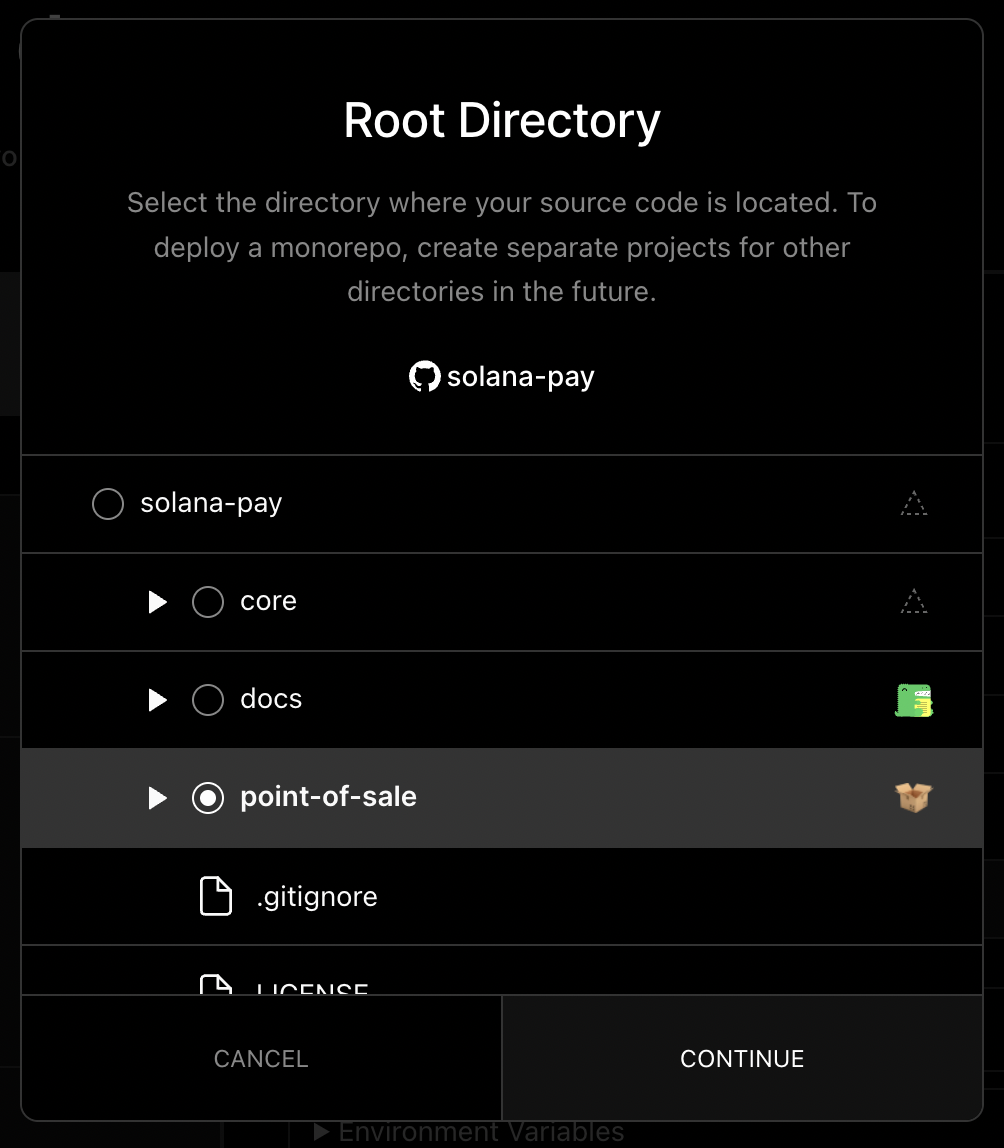 Root Directory
Select the directory where your source code is located. To
deploy a monorepo, create separate projects for other
directories in the future.
solana-pay
solana-pay
core
docs
point-of-sale
.gitignore
LICENSE
CANCEL
CONTINUE
Environment Variables